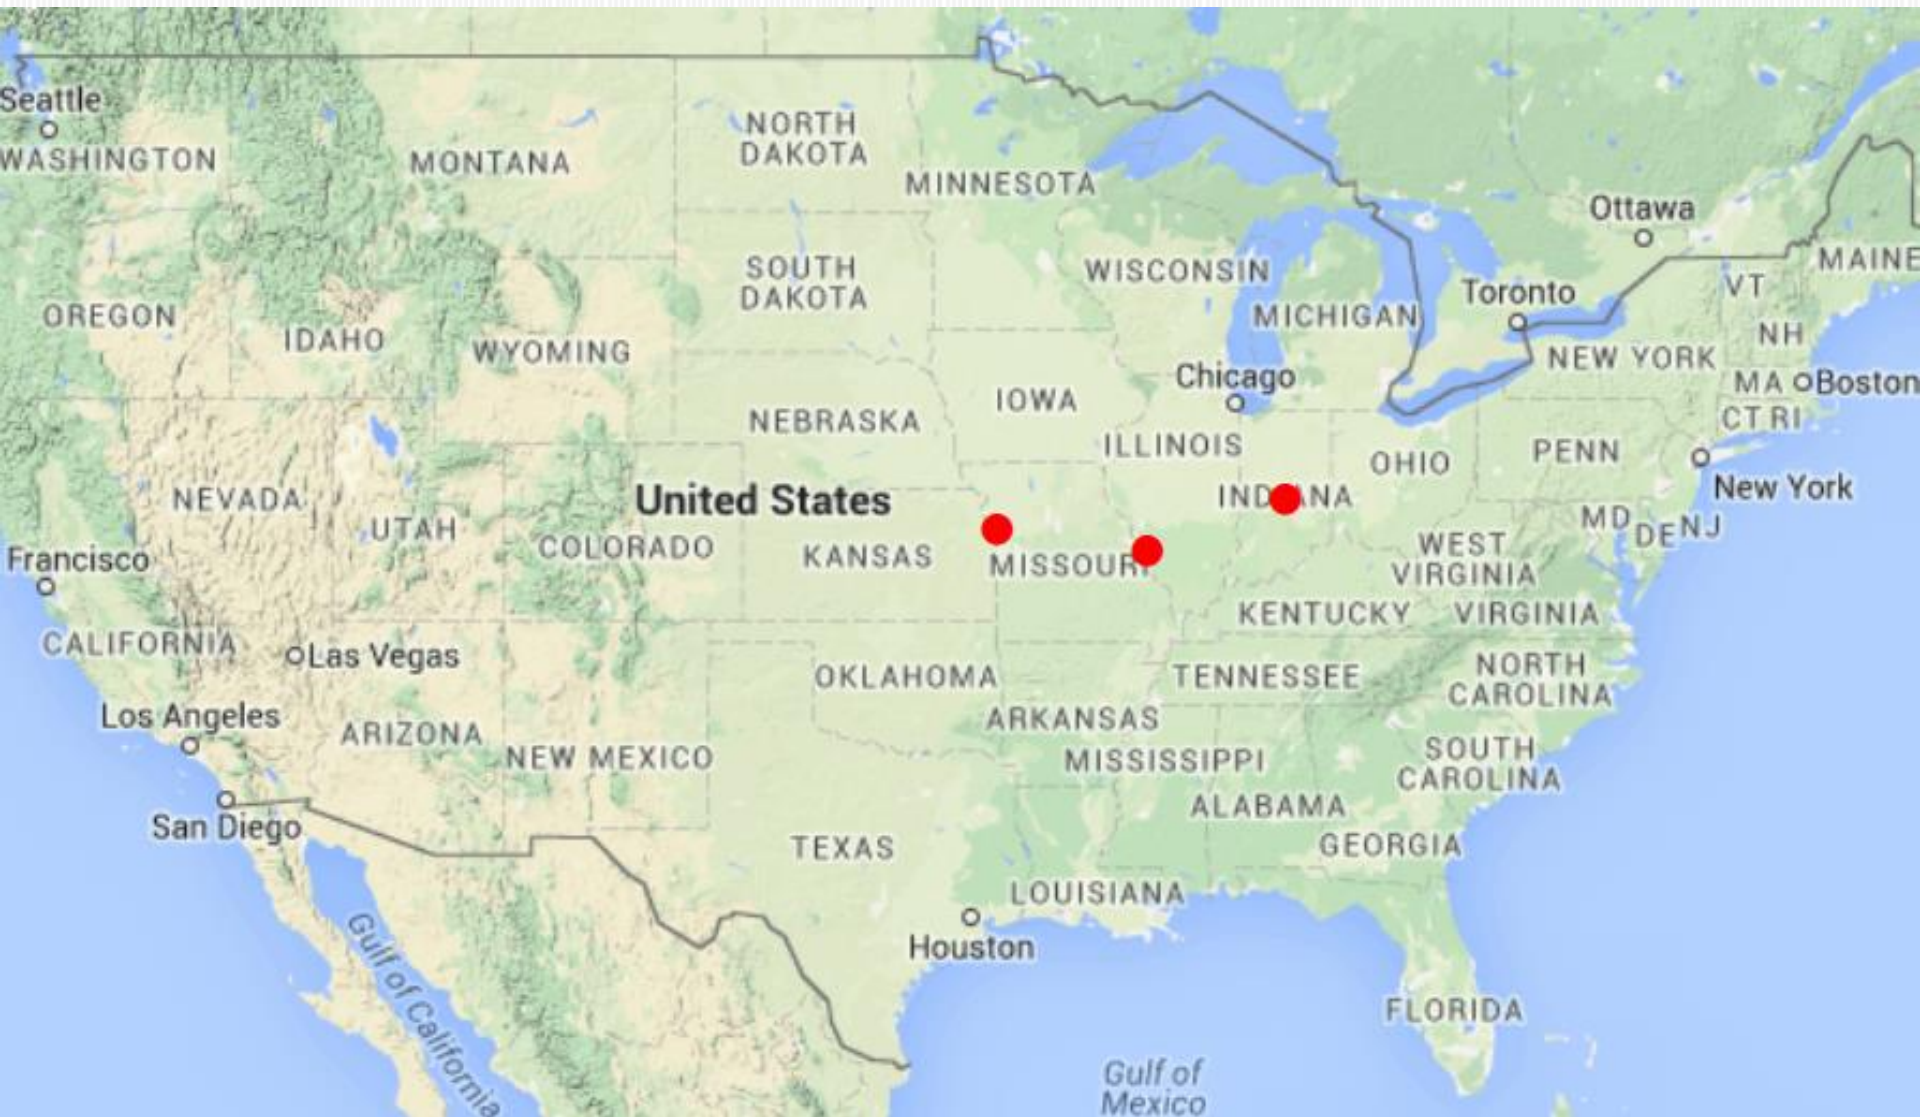 Seattle
WASHINGTON
MONTANA
NORTH
DAKOTA
MINNESOTA
Ottawa
MAINE
SOUTH
DAKOTA
WISCONSIN
MICHIGAN
Toronto
VT
NH
OREGON
IDAHO
WYOMING
NEW YORK
Chicago
MA
Boston
CT RI
IOWA
NEBRASKA
ILLINOIS
OHIO
PENN
New York
United States
NEVADA
UTAH
COLORADO
KANSAS
MISSOURI
INDIANA
MD
DE
NJ
WEST
VIRGINIA
Francisco
CALIFORNIA
Las Vegas
KENTUCKY
VIRGINIA
OKLAHOMA
TENNESSEE
NORTH
CAROLINA
Los Angeles
ARIZONA
NEW MEXICO
ARKANSAS
MISSISSIPPI
SOUTH
CAROLINA
San Diego
ALABAMA
TEXAS
GEORGIA
LOUISIANA
Houston
Gulf of California
FLORIDA
Gulf of
Mexico